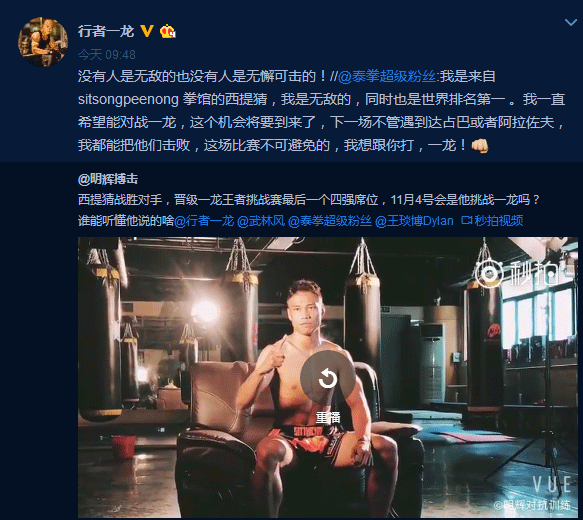 行者一龙
今天 09:48
没有人是无敌的也没有人是无懈可击的！//@泰拳超级粉丝:我是来自
sitsongpeenong 拳馆的西提猜，我是无敌的，同时也是世界排名第一 。我一直
希望能对战一龙，这个机会将要到来了，下一场不管遇到达占巴或者阿拉佐夫，
我都能把他们击败，这场比赛不可避免的，我想跟你打，一龙！
@明辉搏击
西提猜战胜对手，晋级一龙王者挑战赛最后一个四强席位，11月4号会是他挑战一龙吗？
谁能听懂他说的啥@行者一龙 @武林风 @泰拳超级粉丝 @王琰博Dylan 秒拍视频
秒拍
重播
VUE
@明辉对抗训练